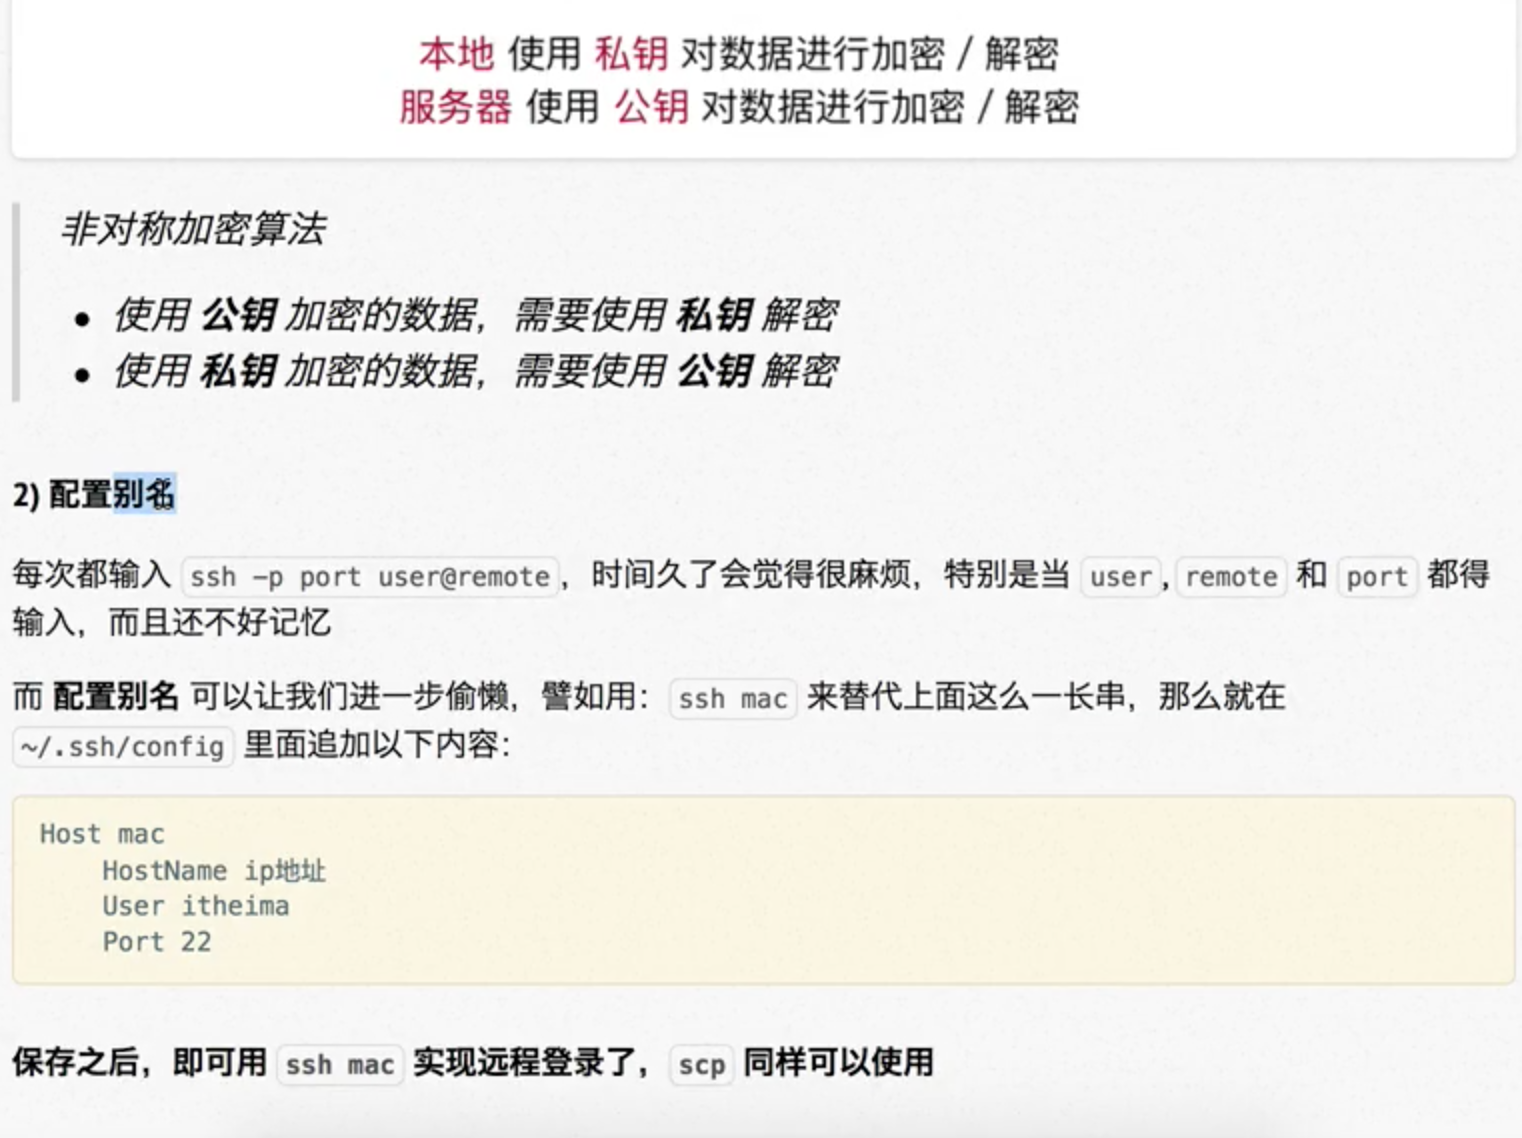 本地 使用 私钥 对数据进行加密 / 解密
服务器 使用 公钥 对数据进行加密 / 解密
非对称加密算法
• 使用 公钥 加密的数据，需要使用 私钥 解密
• 使用 私钥 加密的数据，需要使用 公钥 解密
2) 配置别名
每次都输入 ssh -p port user@remote，时间久了会觉得很麻烦，特别是当 user, remote 和 port 都得
输入，而且还不好记忆
而 配置别名 可以让我们进一步偷懒，譬如用：ssh mac 来替代上面这么一长串，那么就在
~/.ssh/config 里面追加以下内容：
Host mac
    HostName ip地址
    User itheima
    Port 22
保存之后，即可用 ssh mac 实现远程登录了，scp 同样可以使用